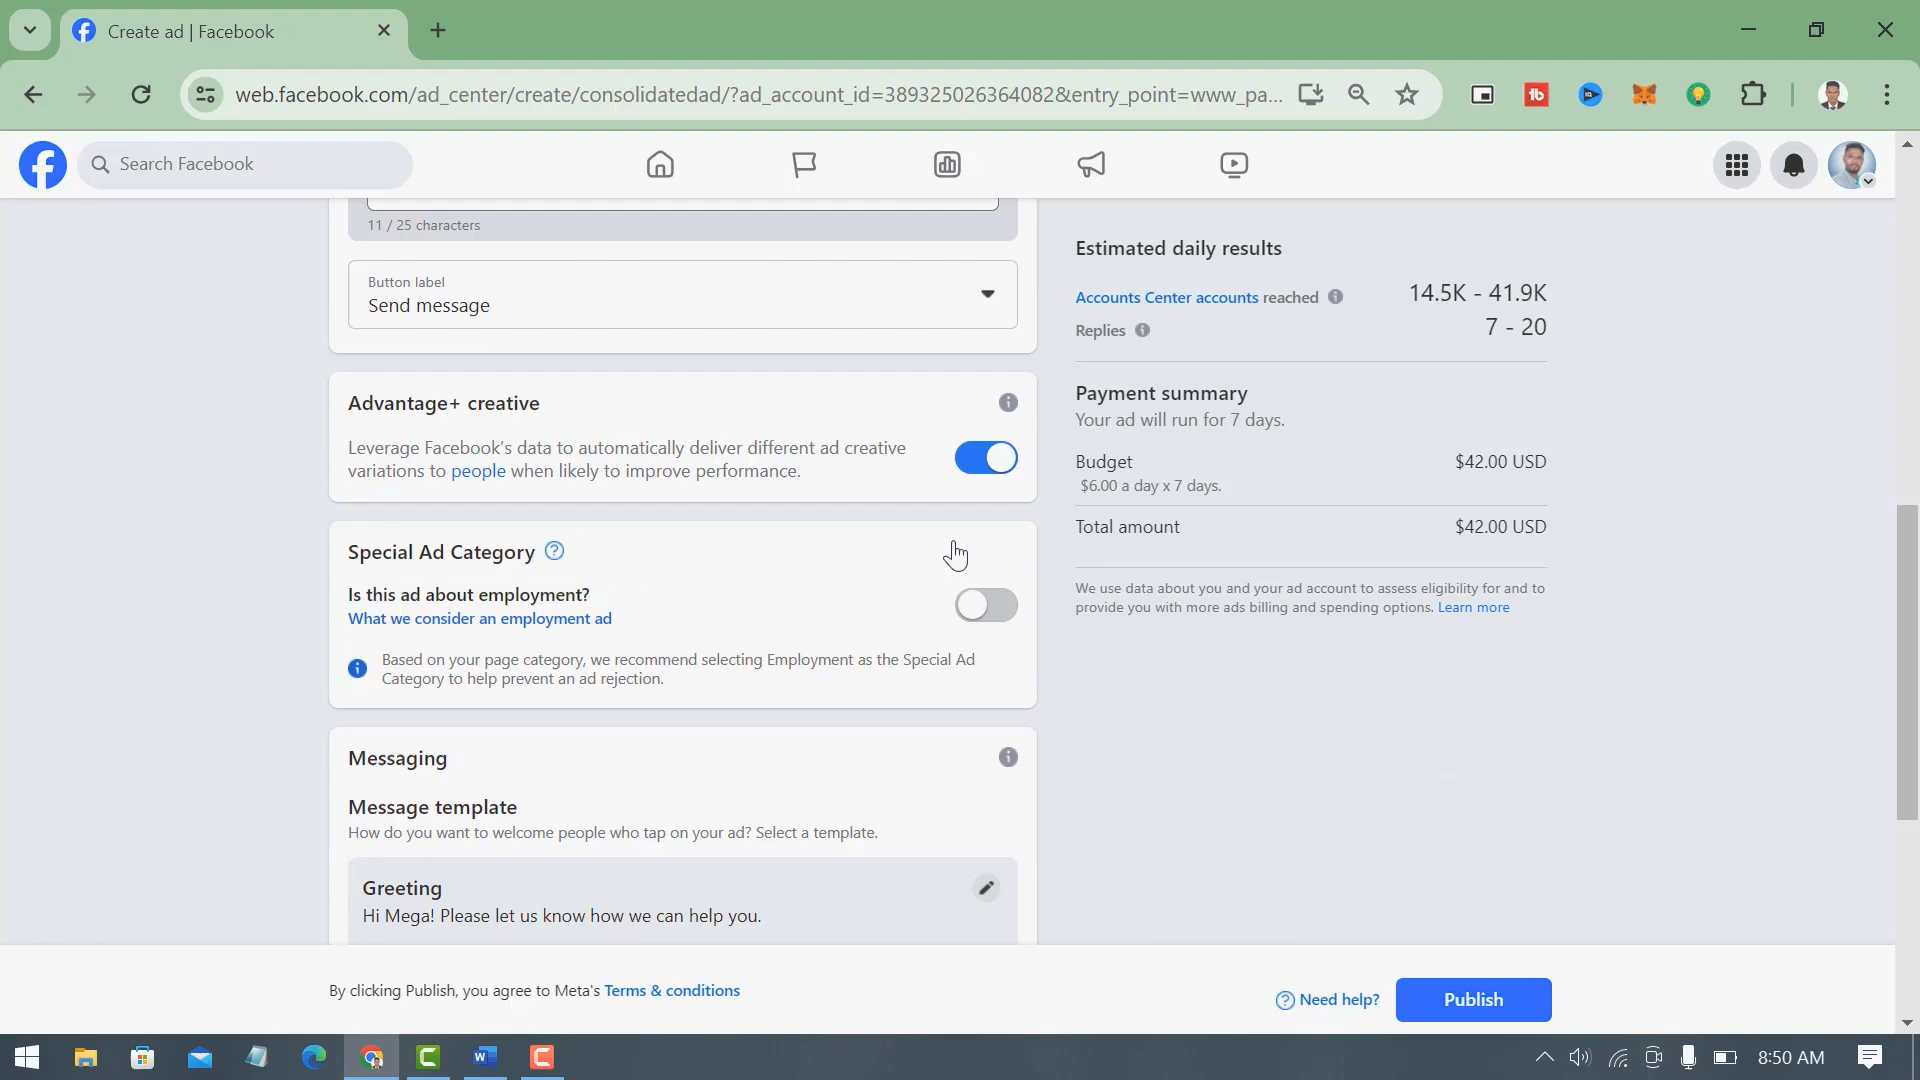 Create ad | Facebook
web.facebook.com/ad_center/create/consolidatedad/?ad_account_id=389325026364082&entry_point=www_pa...
Search Facebook
11 / 25 characters
Button label
Send message
Advantage+ creative
Leverage Facebook's data to automatically deliver different ad creative
variations to people when likely to improve performance.
Special Ad Category
Is this ad about employment?
What we consider an employment ad
Based on your page category, we recommend selecting Employment as the Special Ad
Category to help prevent an ad rejection.
Messaging
Message template
How do you want to welcome people who tap on your ad? Select a template.
Greeting
Hi Mega! Please let us know how we can help you.
Estimated daily results
Accounts Center accounts reached 14.5K - 41.9K
Replies 7 - 20
Payment summary
Your ad will run for 7 days.
Budget $42.00 USD
$6.00 a day x 7 days.
Total amount $42.00 USD
We use data about you and your ad account to assess eligibility for and to
provide you with more ads billing and spending options. Learn more
By clicking Publish, you agree to Meta's Terms & conditions
Need help?
Publish
8:50 AM